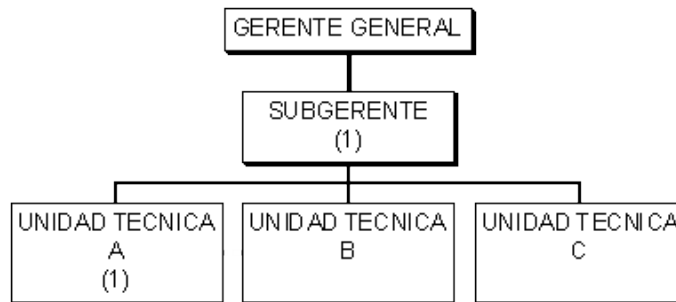 GERENTE GENERAL
SUBGERENTE
(1)
UNIDAD TECNICA
A
(1)
UNIDAD TECNICA
B
UNIDAD TECNICA
C